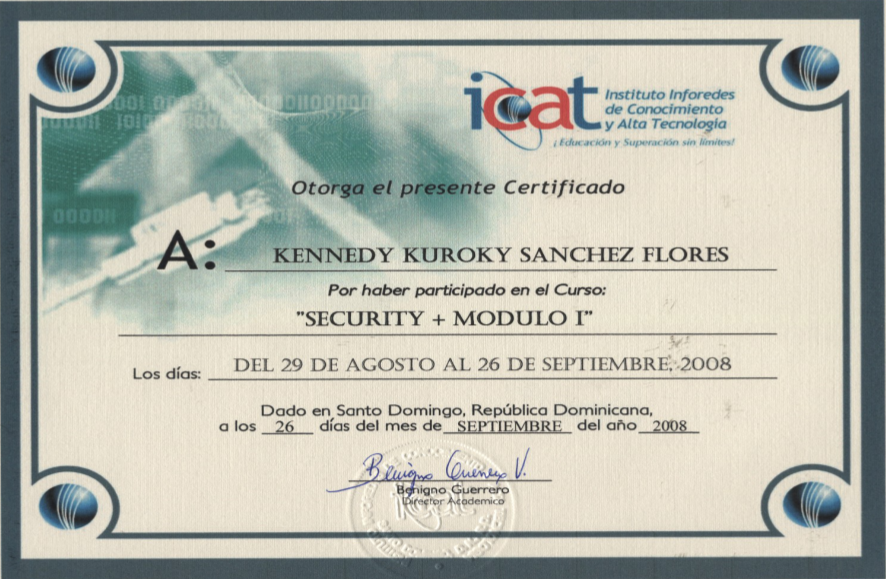 icat
Instituto Inforedes
de Conocimiento
y Alta Tecnología
¡Educación y Superación sin límites!
Otorga el presente Certificado
A: KENNEDY KUROKY SANCHEZ FLORES
Por haber participado en el Curso:
"SECURITY + MODULO I"
Los días: DEL 29 DE AGOSTO AL 26 DE SEPTIEMBRE, 2008
Dado en Santo Domingo, República Dominicana,
a los 26 días del mes de SEPTIEMBRE del año 2008
Benigno Guerrero V.
Benigno Guerrero
Director Academico
icat